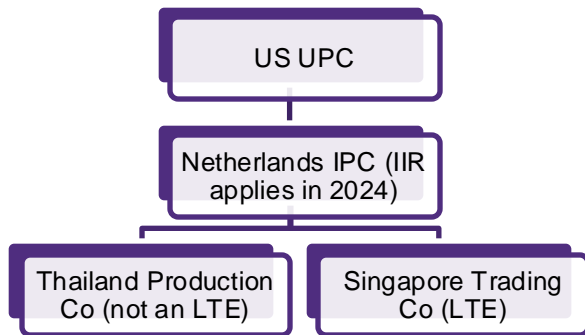 US UPC
Netherlands IPC (IIR
applies in 2024)
Thailand Production
Co (not an LTE)
Singapore Trading
Co (LTE)